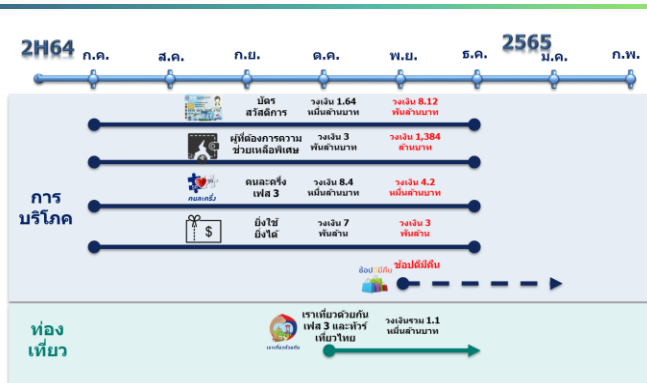 2H64 ก.ค. ส.ค. ก.ย. ต.ค. พ.ย. ธ.ค. 2565 ม.ค. ก.พ.
การ
บริโภค
บัตร
สวัสดิการ
วงเงิน 1.64
หมื่นล้านบาท
วงเงิน 8.12
พันล้านบาท
ผู้ที่ต้องการความ
ช่วยเหลือพิเศษ
วงเงิน 3
พันล้านบาท
วงเงิน 1,384
ล้านบาท
คนละครึ่ง
คนละครึ่ง
เฟส 3
วงเงิน 8.4
หมื่นล้านบาท
วงเงิน 4.2
หมื่นล้านบาท
$
ยิ่งใช้
ยิ่งได้
วงเงิน 7
พันล้าน
วงเงิน 3
พันล้าน
ช้อปดีมีคืน
ช้อปดีมีคืน
ท่อง
เที่ยว
เราเที่ยวด้วยกัน
เราเที่ยวด้วยกัน
เฟส 3 และทัวร์
เที่ยวไทย
วงเงินรวม 1.1
หมื่นล้านบาท